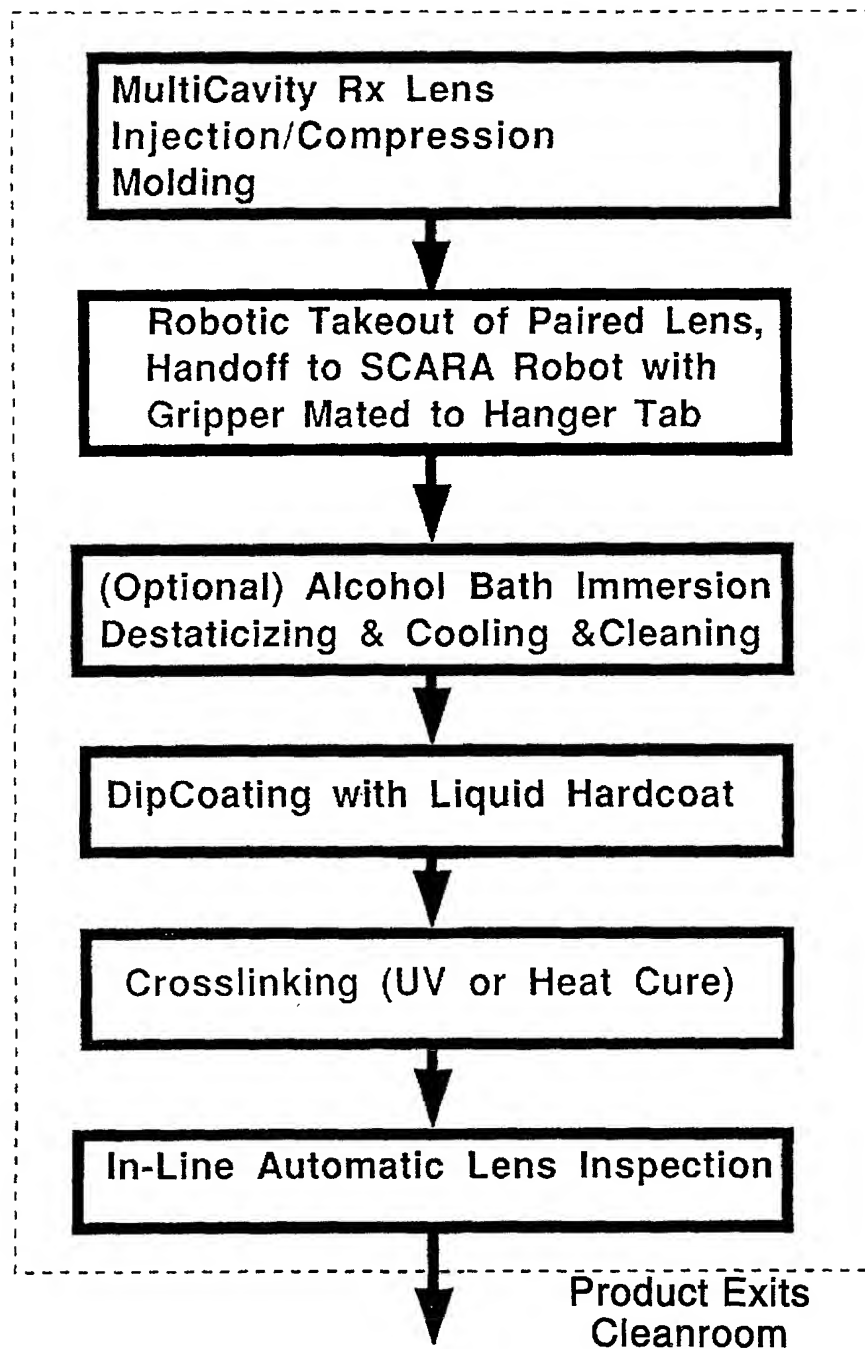 MultiCavity Rx Lens
Injection/Compression
Molding
Robotic Takeout of Paired Lens,
Handoff to SCARA Robot with
Gripper Mated to Hanger Tab
(Optional) Alcohol Bath Immersion
Destaticizing & Cooling &Cleaning
DipCoating with Liquid Hardcoat
Crosslinking (UV or Heat Cure)
In-Line Automatic Lens Inspection
Product Exits
Cleanroom